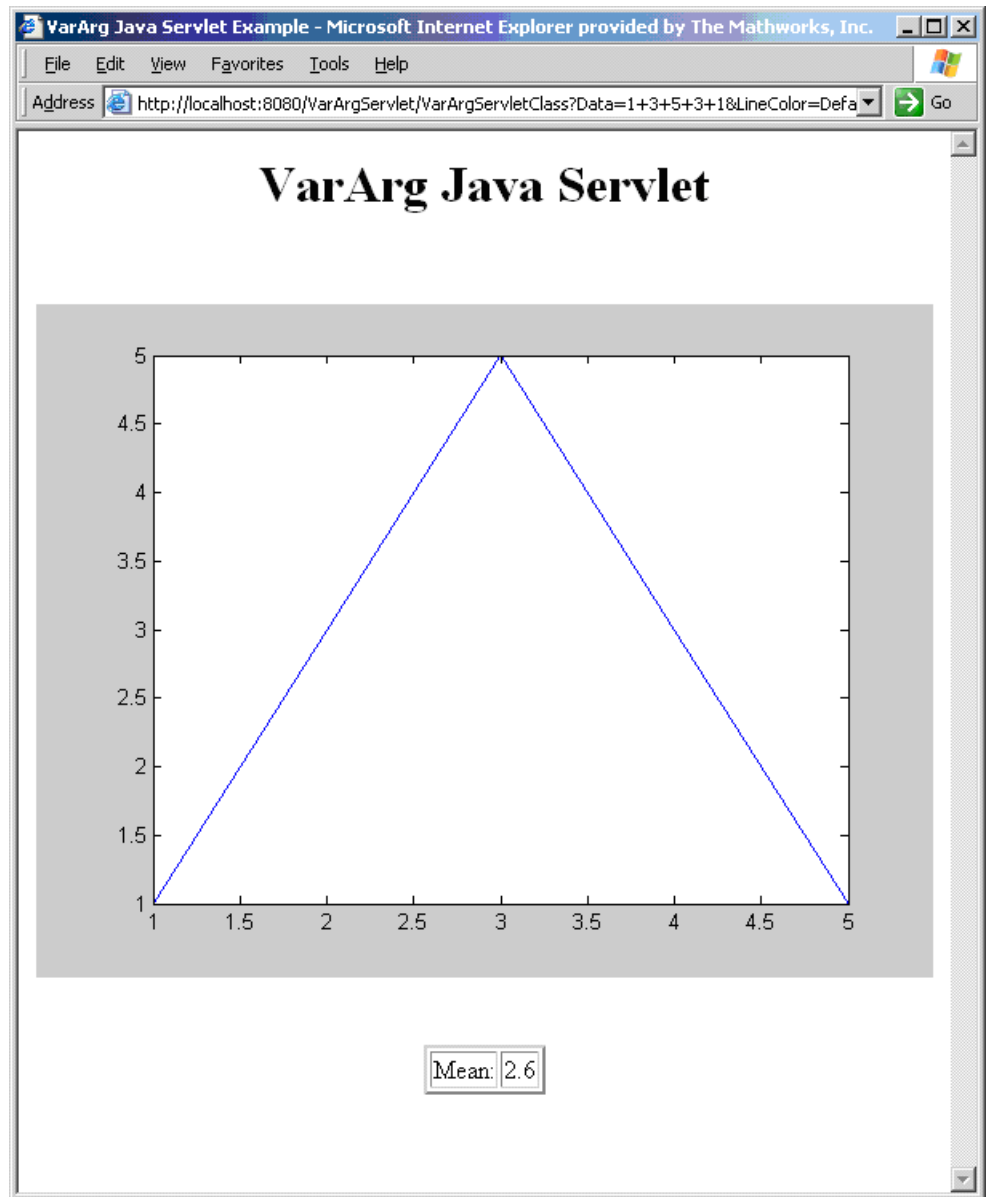 VarArg Java Servlet Example - Microsoft Internet Explorer provided by The Mathworks, Inc.
File Edit View Favorites Tools Help
Address http://localhost:8080/VarArgServlet/VarArgServletClass?Data=1+3+5+3+1&LineColor=Defa Go
VarArg Java Servlet
5
4.5
4
3.5
3
2.5
2
1.5
1
1 1.5 2 2.5 3 3.5 4 4.5 5
Mean: 2.6